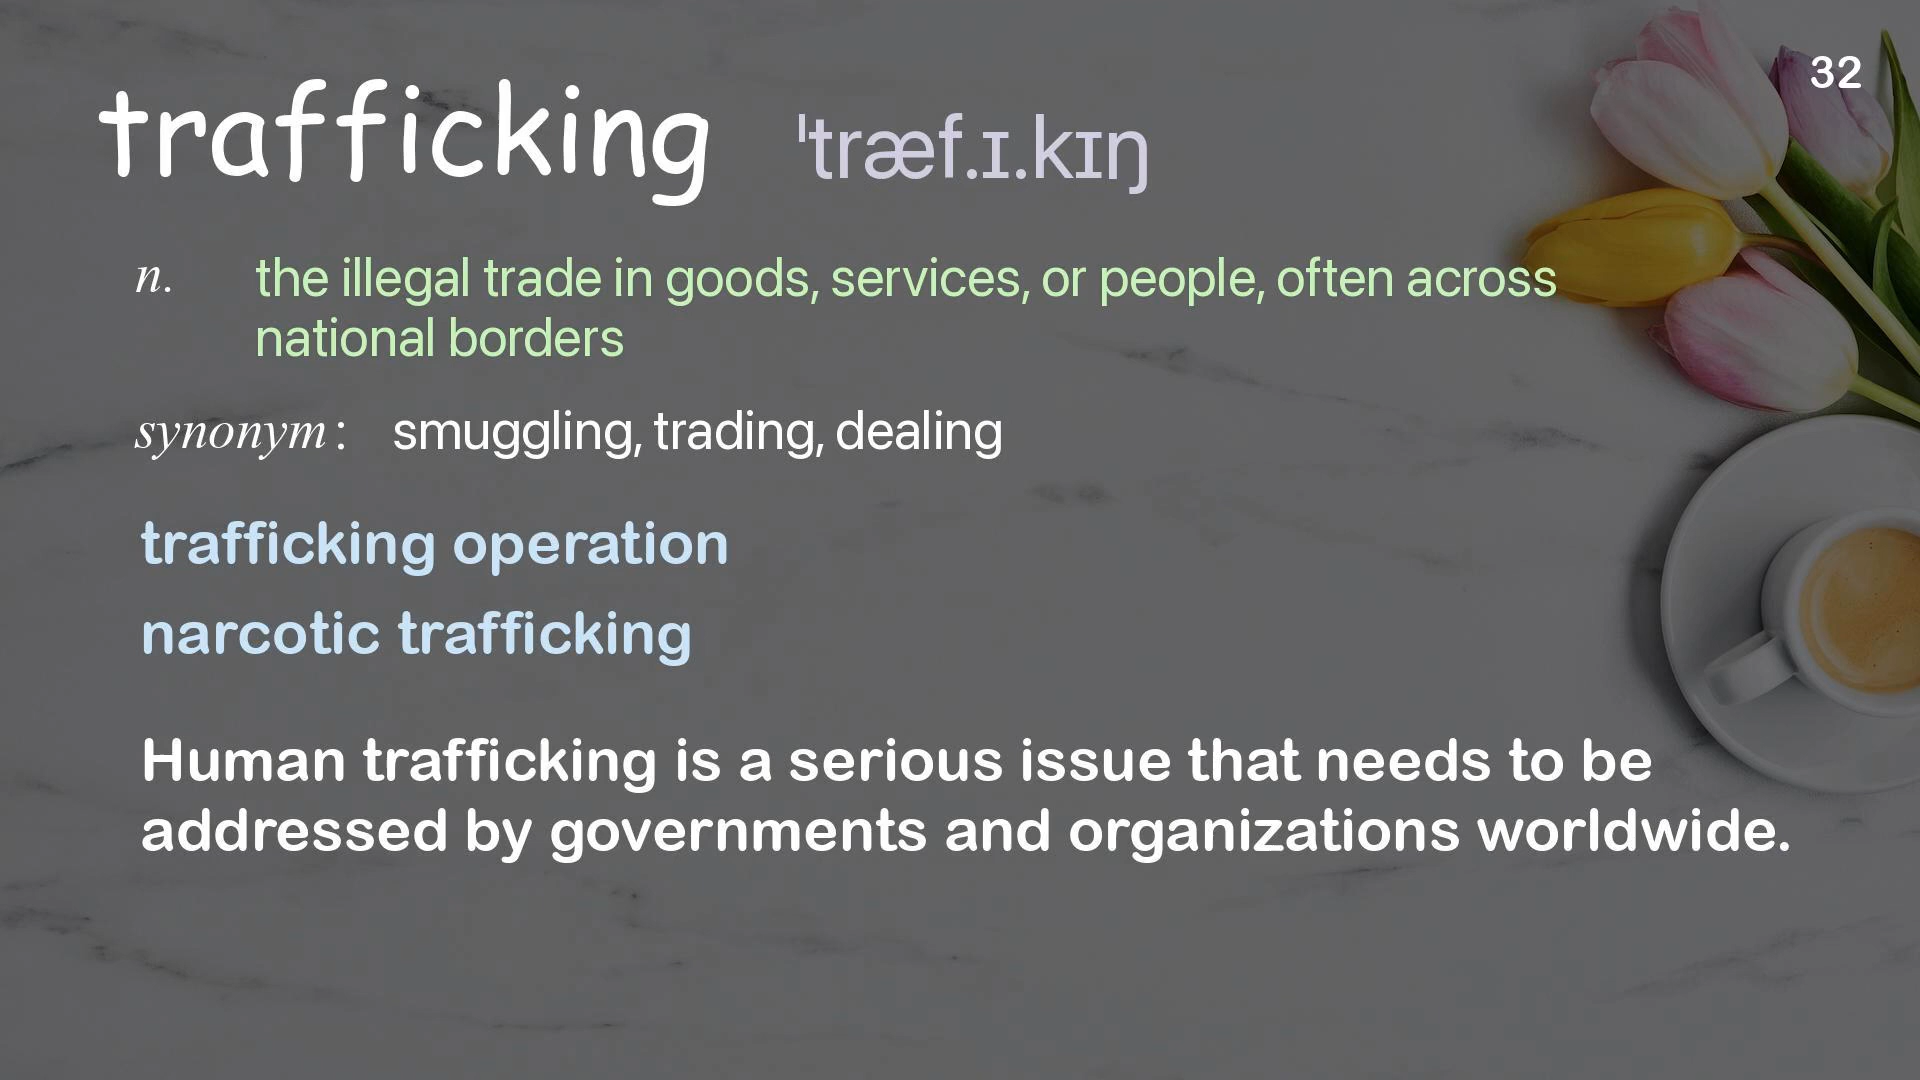 32
trafficking ˈtræf.ɪ.kɪŋ
n. the illegal trade in goods, services, or people, often across
national borders
synonym: smuggling, trading, dealing
trafficking operation
narcotic trafficking
Human trafficking is a serious issue that needs to be
addressed by governments and organizations worldwide.